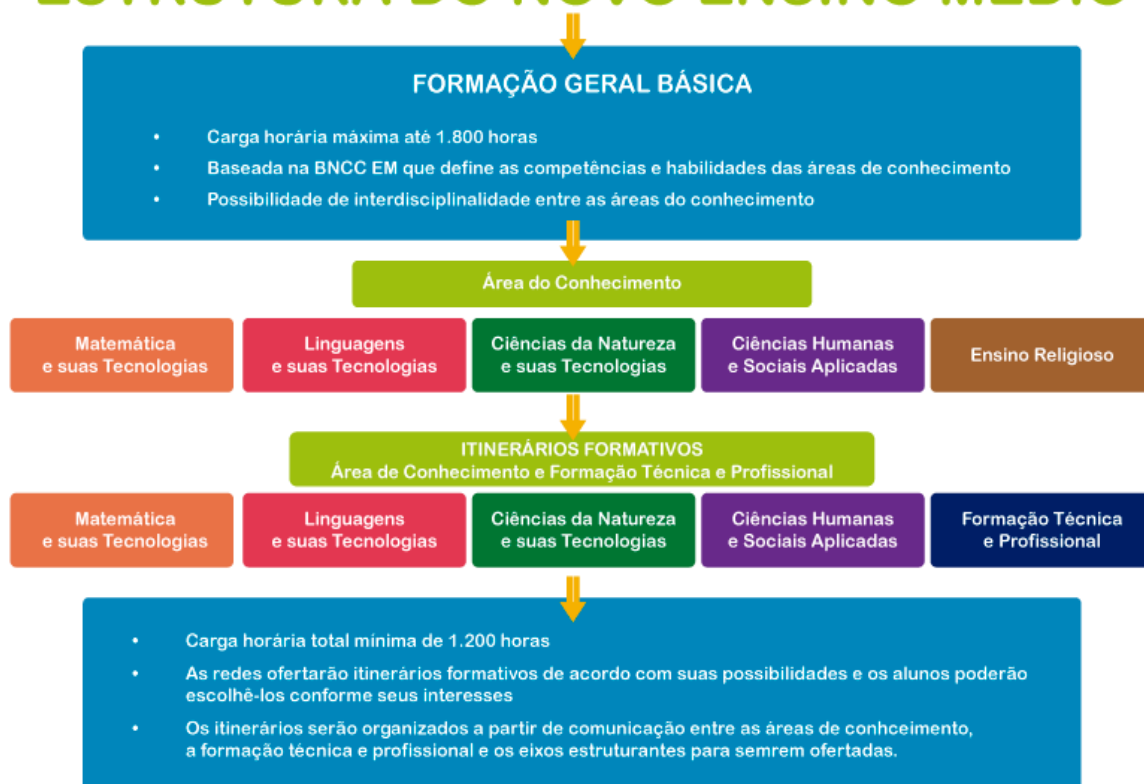 ESTRUTURA DO NOVO ENSINO MÉDIO
FORMAÇÃO GERAL BÁSICA
• Carga horária máxima até 1.800 horas
• Baseada na BNCC EM que define as competências e habilidades das áreas de conhecimento
• Possibilidade de interdisciplinalidade entre as áreas do conhecimento
Área do Conhecimento
Matemática
e suas Tecnologias
Linguagens
e suas Tecnologias
Ciências da Natureza
e suas Tecnologias
Ciências Humanas
e Sociais Aplicadas
Ensino Religioso
ITINERÁRIOS FORMATIVOS
Área de Conhecimento e Formação Técnica e Profissional
Matemática
e suas Tecnologias
Linguagens
e suas Tecnologias
Ciências da Natureza
e suas Tecnologias
Ciências Humanas
e Sociais Aplicadas
Formação Técnica
e Profissional
• Carga horária total mínima de 1.200 horas
• As redes ofertarão itinerários formativos de acordo com suas possibilidades e os alunos poderão
escolhê-los conforme seus interesses
• Os itinerários serão organizados a partir de comunicação entre as áreas de conhceimento,
a formação técnica e profissional e os eixos estruturantes para semrem ofertadas.